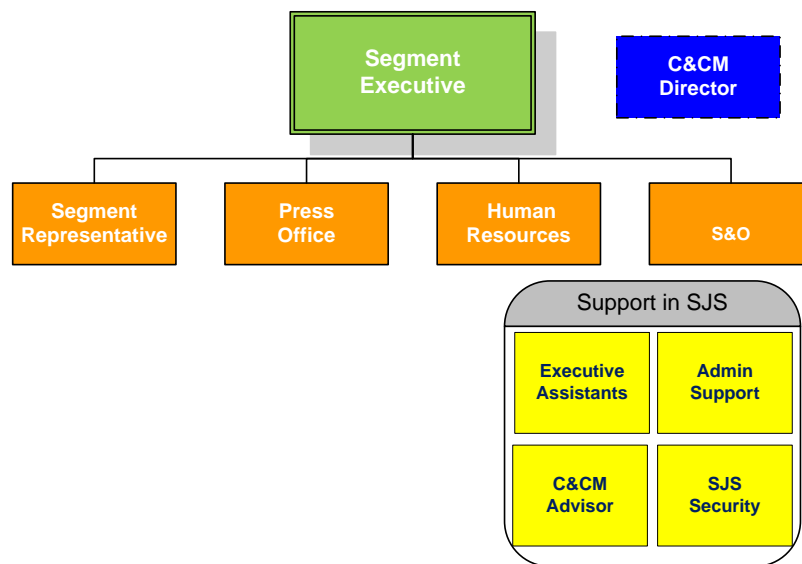 Segment
Executive
C&CM
Director
Segment
Representative
Press
Office
Human
Resources
S&O
Support in SJS
Executive
Assistants
Admin
Support
C&CM
Advisor
SJS
Security